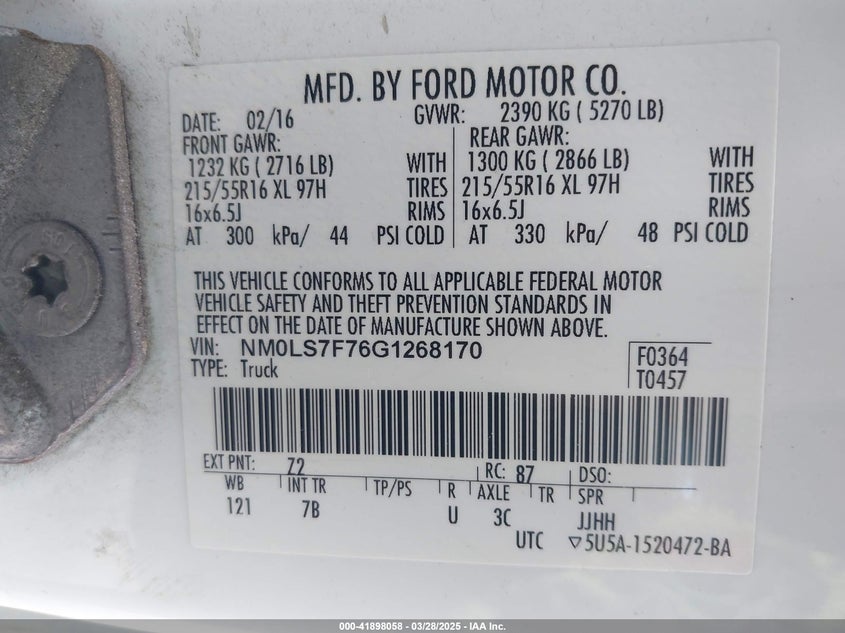 MFD. BY FORD MOTOR CO.
DATE: 02/16 GVWR: 2390 KG ( 5270 LB)
FRONT GAWR: REAR GAWR:
1232 KG ( 2716 LB) WITH 1300 KG ( 2866 LB) WITH
215/55R16 XL 97H TIRES 215/55R16 XL 97H TIRES
16x6.5J RIMS 16x6.5J RIMS
AT 300 kPa/ 44 PSI COLD AT 330 kPa/ 48 PSI COLD
THIS VEHICLE CONFORMS TO ALL APPLICABLE FEDERAL MOTOR
VEHICLE SAFETY AND THEFT PREVENTION STANDARDS IN
EFFECT ON THE DATE OF MANUFACTURE SHOWN ABOVE.
VIN: NM0LS7F76G1268170 F0364
TYPE: Truck T0457
EXT PNT: Z2 RC: 87 DSO:
WB INT TR TP/PS R AXLE TR SPR
121 7B U 3C JJHH
UTC ▽5U5A-1520472-BA
000-41898058 — 03/28/2025 — IAA Inc.